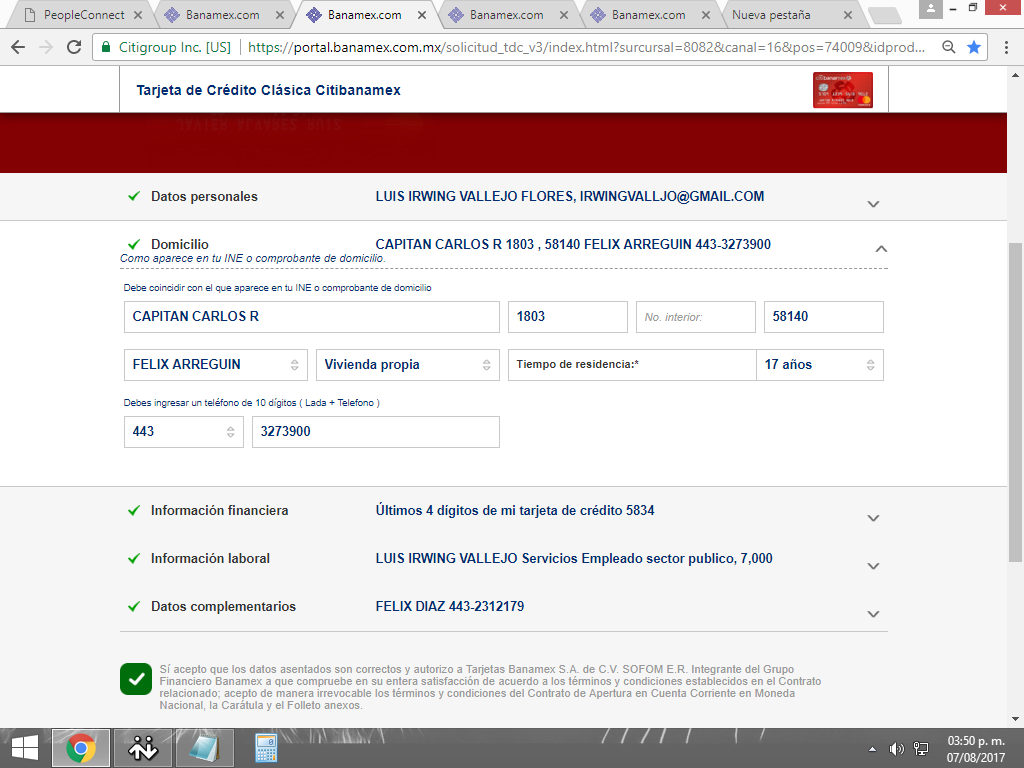 PeopleConnect
Banamex.com
Banamex.com
Banamex.com
Banamex.com
Nueva pestaña
Citigroup Inc. [US] https://portal.banamex.com.mx/solicitud_tdc_v3/index.html?surcursal=8082&canal=16&pos=74009&idprod...
Tarjeta de Crédito Clásica Citibanamex
Datos personales LUIS IRWING VALLEJO FLORES, IRWINGVALLJO@GMAIL.COM
Domicilio CAPITAN CARLOS R 1803 , 58140 FELIX ARREGUIN 443-3273900
Como aparece en tu INE o comprobante de domicilio.
Debe coincidir con el que aparece en tu INE o comprobante de domicilio
CAPITAN CARLOS R 1803 No. interior: 58140
FELIX ARREGUIN Vivienda propia Tiempo de residencia:* 17 años
Debes ingresar un teléfono de 10 dígitos ( Lada + Telefono )
443 3273900
Información financiera Últimos 4 dígitos de mi tarjeta de crédito 5834
Información laboral LUIS IRWING VALLEJO Servicios Empleado sector publico, 7,000
Datos complementarios FELIX DIAZ 443-2312179
Sí acepto que los datos asentados son correctos y autorizo a Tarjetas Banamex S.A. de C.V. SOFOM E.R. Integrante del Grupo
Financiero Banamex a que compruebe en su entera satisfacción de acuerdo a los términos y condiciones establecidos en el Contrato
relacionado; acepto de manera irrevocable los términos y condiciones del Contrato de Apertura en Cuenta Corriente en Moneda
Nacional, la Carátula y el Folleto anexos.
03:50 p. m.
07/08/2017